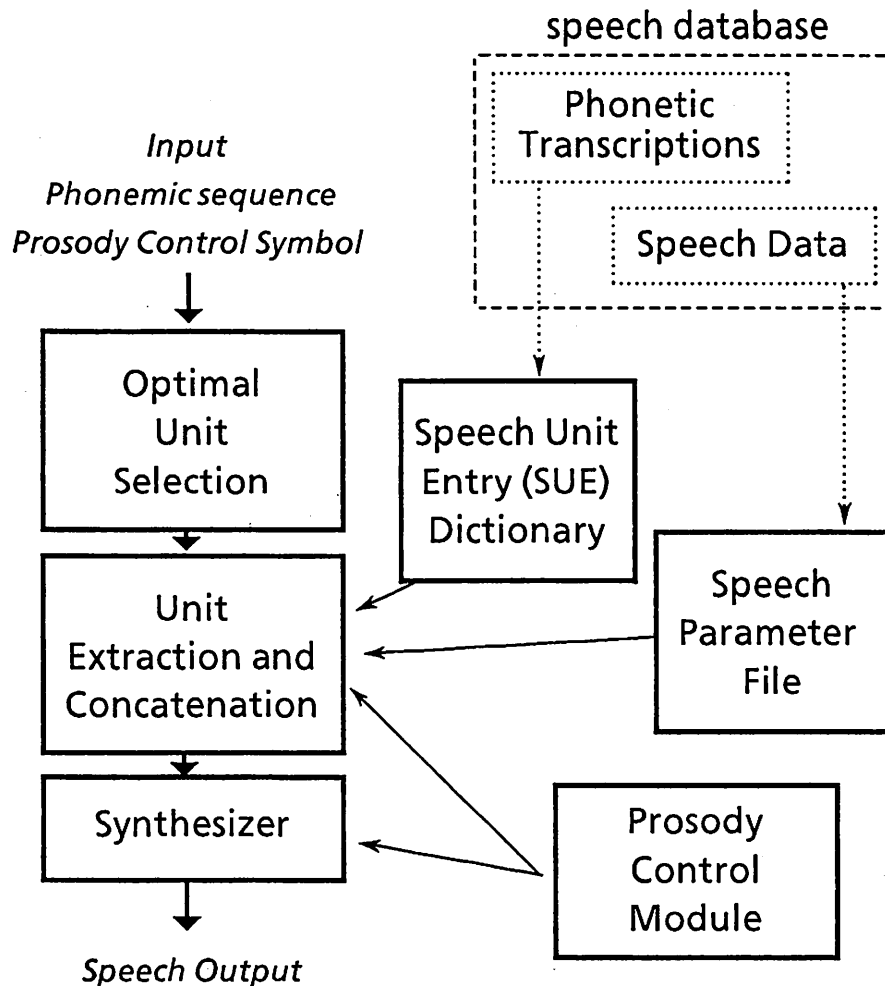 speech database
Phonetic
Transcriptions
Speech Data
Input
Phonemic sequence
Prosody Control Symbol
Optimal
Unit
Selection
Speech Unit
Entry (SUE)
Dictionary
Unit
Extraction and
Concatenation
Speech
Parameter
File
Synthesizer
Prosody
Control
Module
Speech Output